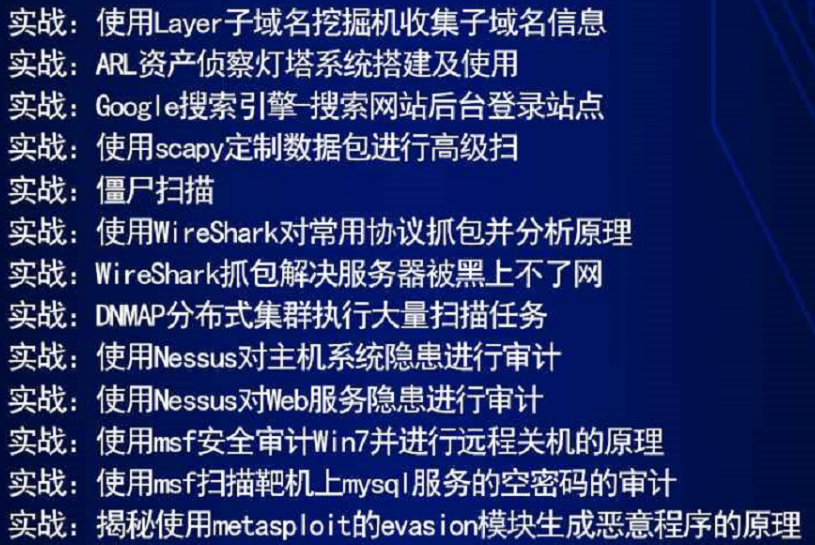 实战：使用Layer子域名挖掘机收集子域名信息
实战：ARL资产侦察灯塔系统搭建及使用
实战：Google搜索引擎-搜索网站后台登录站点
实战：使用scapy定制数据包进行高级扫
实战：僵尸扫描
实战：使用WireShark对常用协议抓包并分析原理
实战：WireShark抓包解决服务器被黑上不了网
实战：DNMAP分布式集群执行大量扫描任务
实战：使用Nessus对主机系统隐患进行审计
实战：使用Nessus对Web服务隐患进行审计
实战：使用msf安全审计Win7并进行远程关机的原理
实战：使用msf扫描靶机上mysql服务的空密码的审计
实战：揭秘使用metasploit的evasion模块生成恶意程序的原理